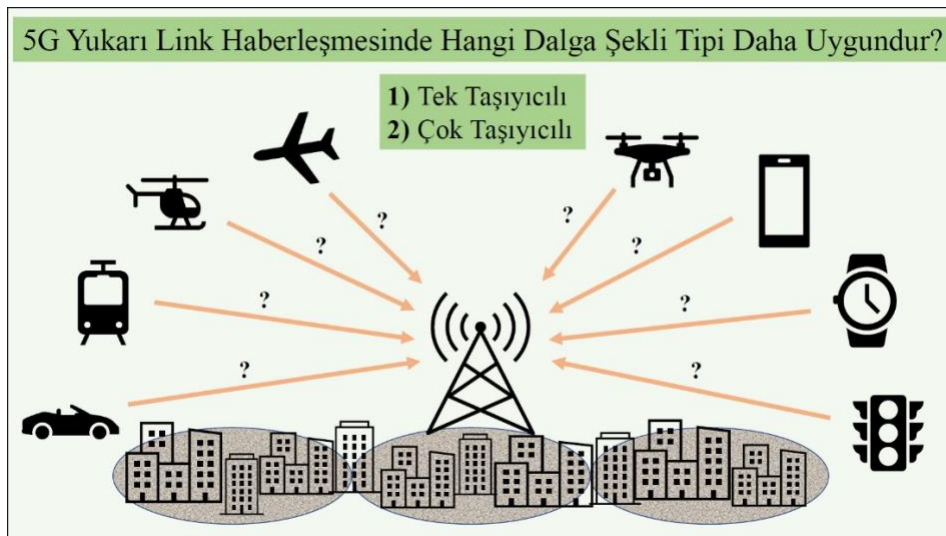 5G Yukarı Link Haberleşmesinde Hangi Dalga Şekli Tipi Daha Uygundur?
1) Tek Taşıyıcılı
2) Çok Taşıyıcılı
?
?
?
?
?
?
?
?